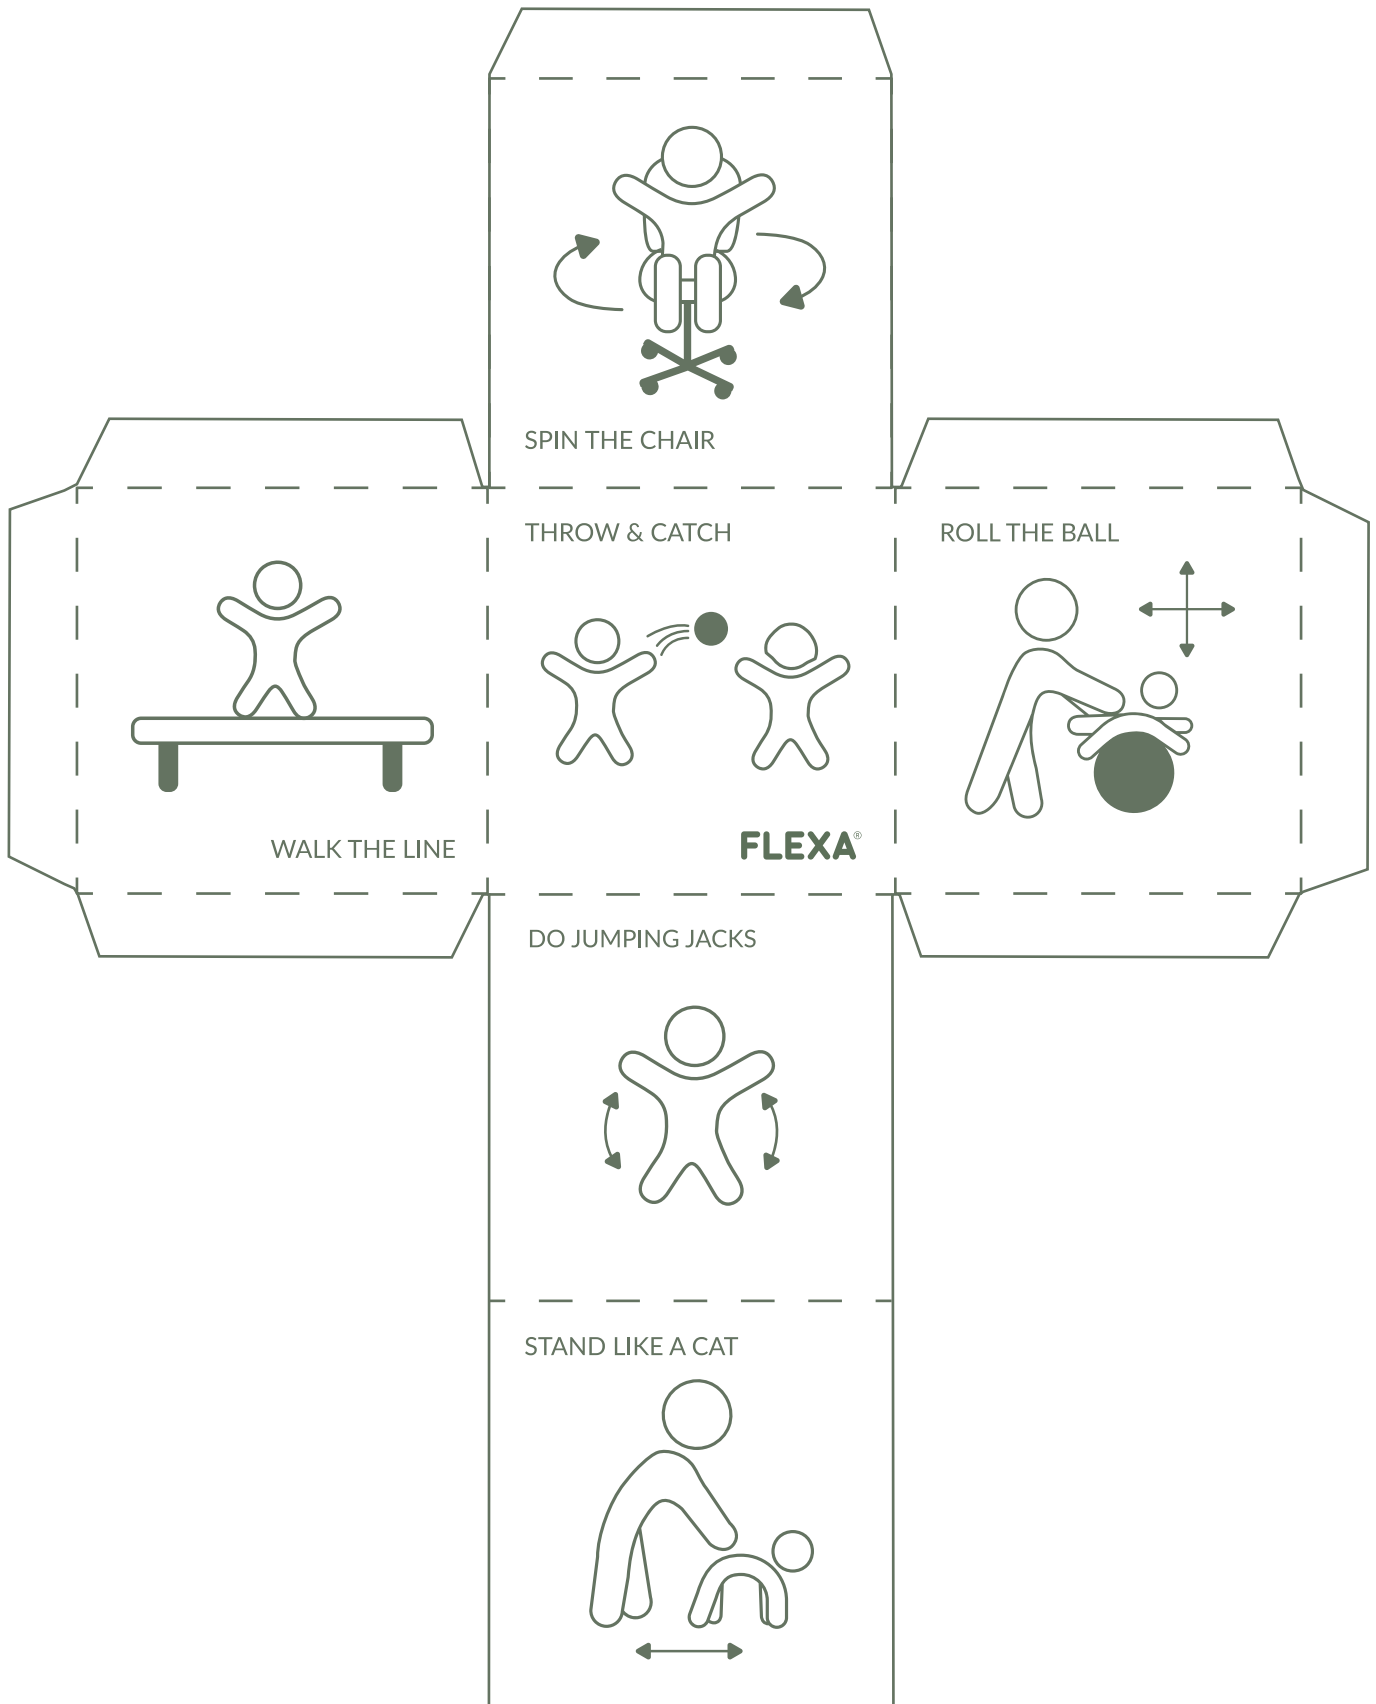 SPIN THE CHAIR
THROW & CATCH
ROLL THE BALL
WALK THE LINE
FLEXA®
DO JUMPING JACKS
STAND LIKE A CAT